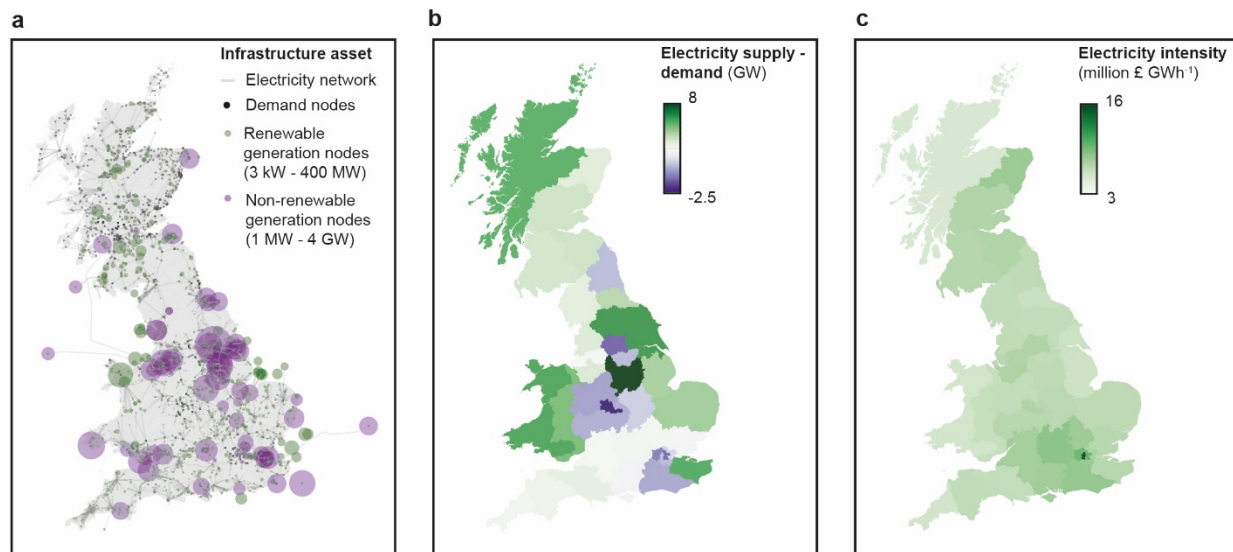 a
Infrastructure asset
Electricity network
Demand nodes
Renewable
generation nodes
(3 kW - 400 MW)
Non-renewable
generation nodes
(1 MW - 4 GW)
b
Electricity supply -
demand (GW)
8
-2.5
c
Electricity intensity
(million £ GWh⁻¹)
16
3